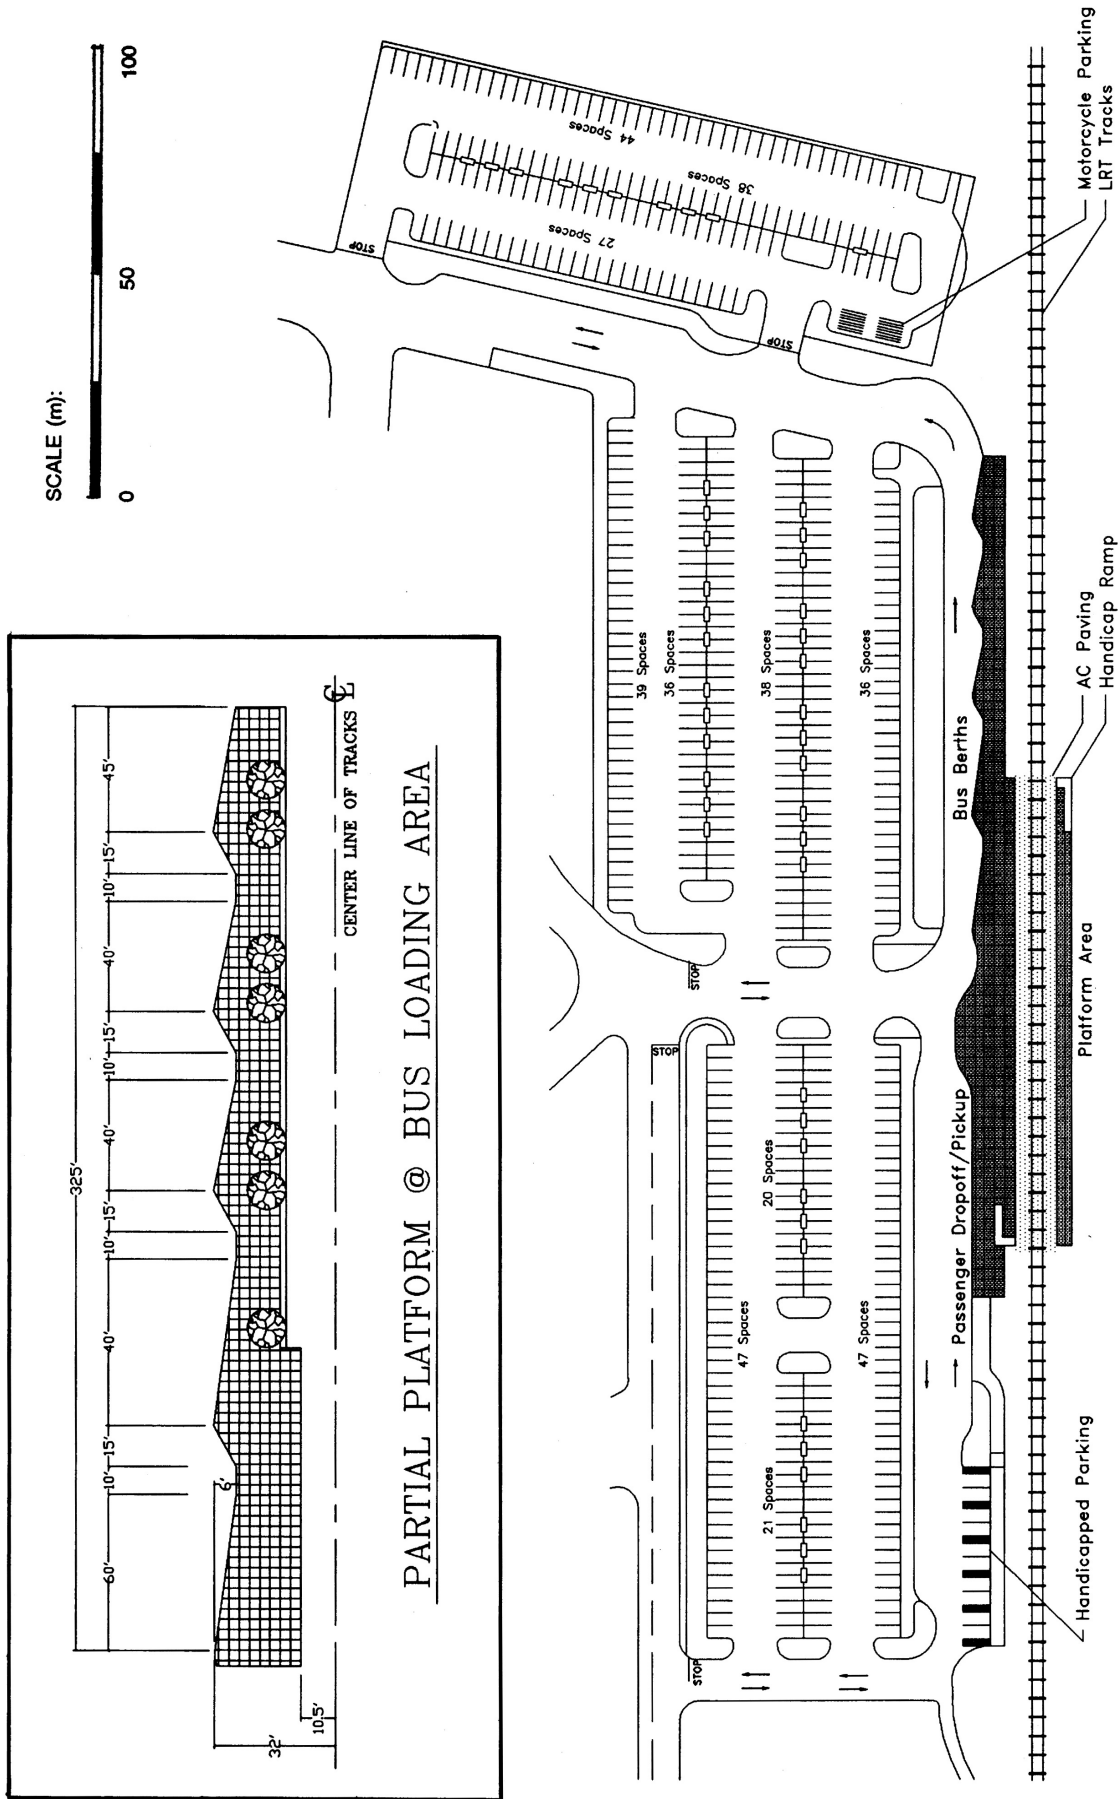 SCALE (m):
0 50 100
325'
60' 10' 15' 40' 10' 15' 40' 10' 15' 40' 10' 15' 45'
6'
32'
10.5'
CENTER LINE OF TRACKS ℄
PARTIAL PLATFORM @ BUS LOADING AREA
STOP
44 Spaces
38 Spaces
27 Spaces
STOP
39 Spaces
36 Spaces
38 Spaces
36 Spaces
STOP
STOP
STOP
47 Spaces
20 Spaces
21 Spaces
47 Spaces
Passenger Dropoff/Pickup
Bus Berths
Handicapped Parking
Platform Area
AC Paving
Handicap Ramp
Motorcycle Parking
LRT Tracks